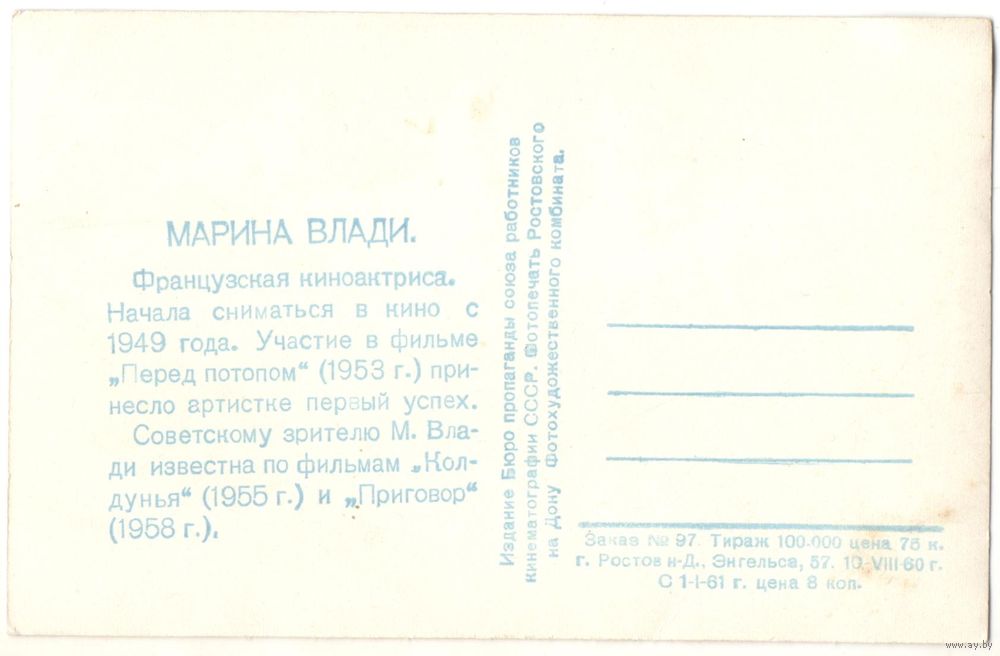 МАРИНА ВЛАДИ.
Французская киноактриса.
Начала сниматься в кино с
1949 года. Участие в фильме
„Перед потопом“ (1953 г.) при-
несло артистке первый успех.
Советскому зрителю М. Вла-
ди известна по фильмам „Кол-
дунья“ (1955 г.) и „Приговор“
(1958 г.).
Издание Бюро пропаганды союза работников
кинематографии СССР. Фотопечать Ростовского
на Дону Фотохудожественного комбината.
Заказ № 97. Тираж 100.000 цена 75 к.
г. Ростов н-Д., Энгельса, 57. 10-VIII-60 г.
С 1-I-61 г. цена 8 коп.
www.ay.by